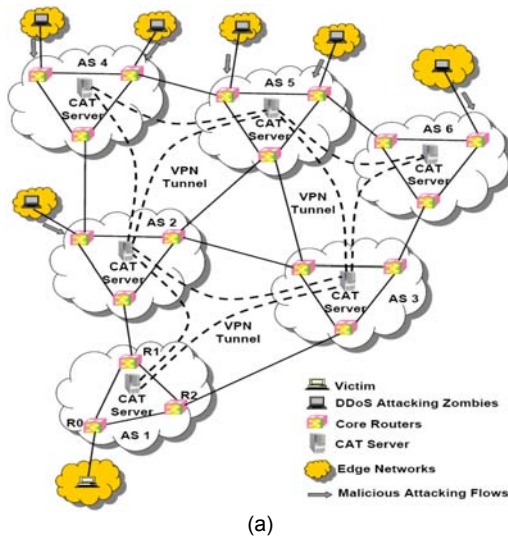 AS 4
CAT
Server
AS 5
CAT
Server
AS 6
CAT
Server
VPN
Tunnel
VPN
Tunnel
AS 2
CAT
Server
CAT
Server
AS 3
VPN
Tunnel
R1
CAT
Server
R2
R0
AS 1
Victim
DDoS Attacking Zombies
Core Routers
CAT Server
Edge Networks
Malicious Attacking Flows
(a)